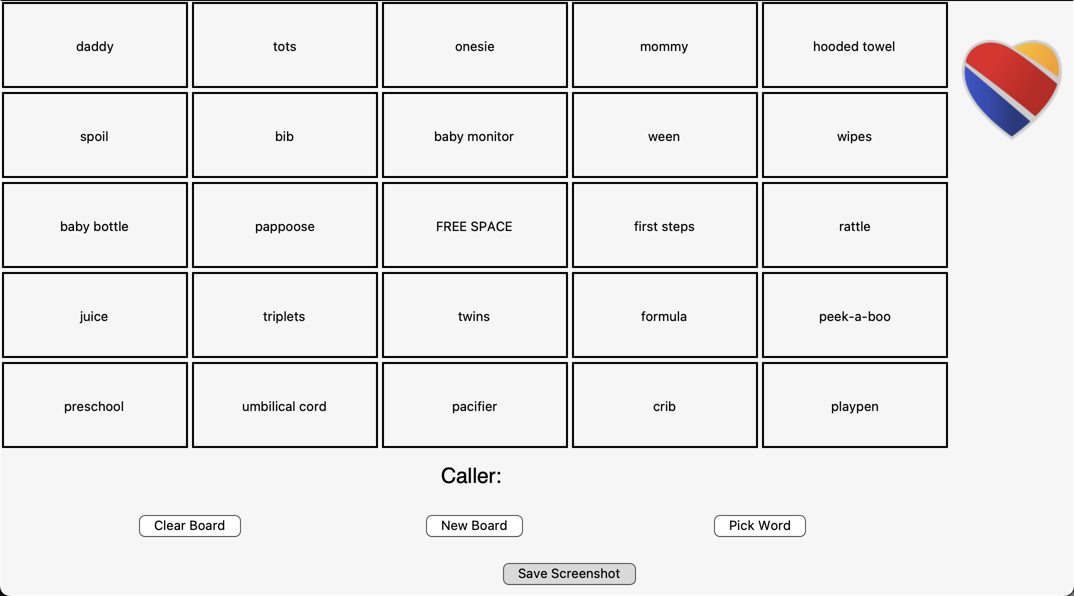 daddy
tots
onesie
mommy
hooded towel
spoil
bib
baby monitor
ween
wipes
baby bottle
pappoose
FREE SPACE
first steps
rattle
juice
triplets
twins
formula
peek-a-boo
preschool
umbilical cord
pacifier
crib
playpen
Caller:
Clear Board
New Board
Pick Word
Save Screenshot